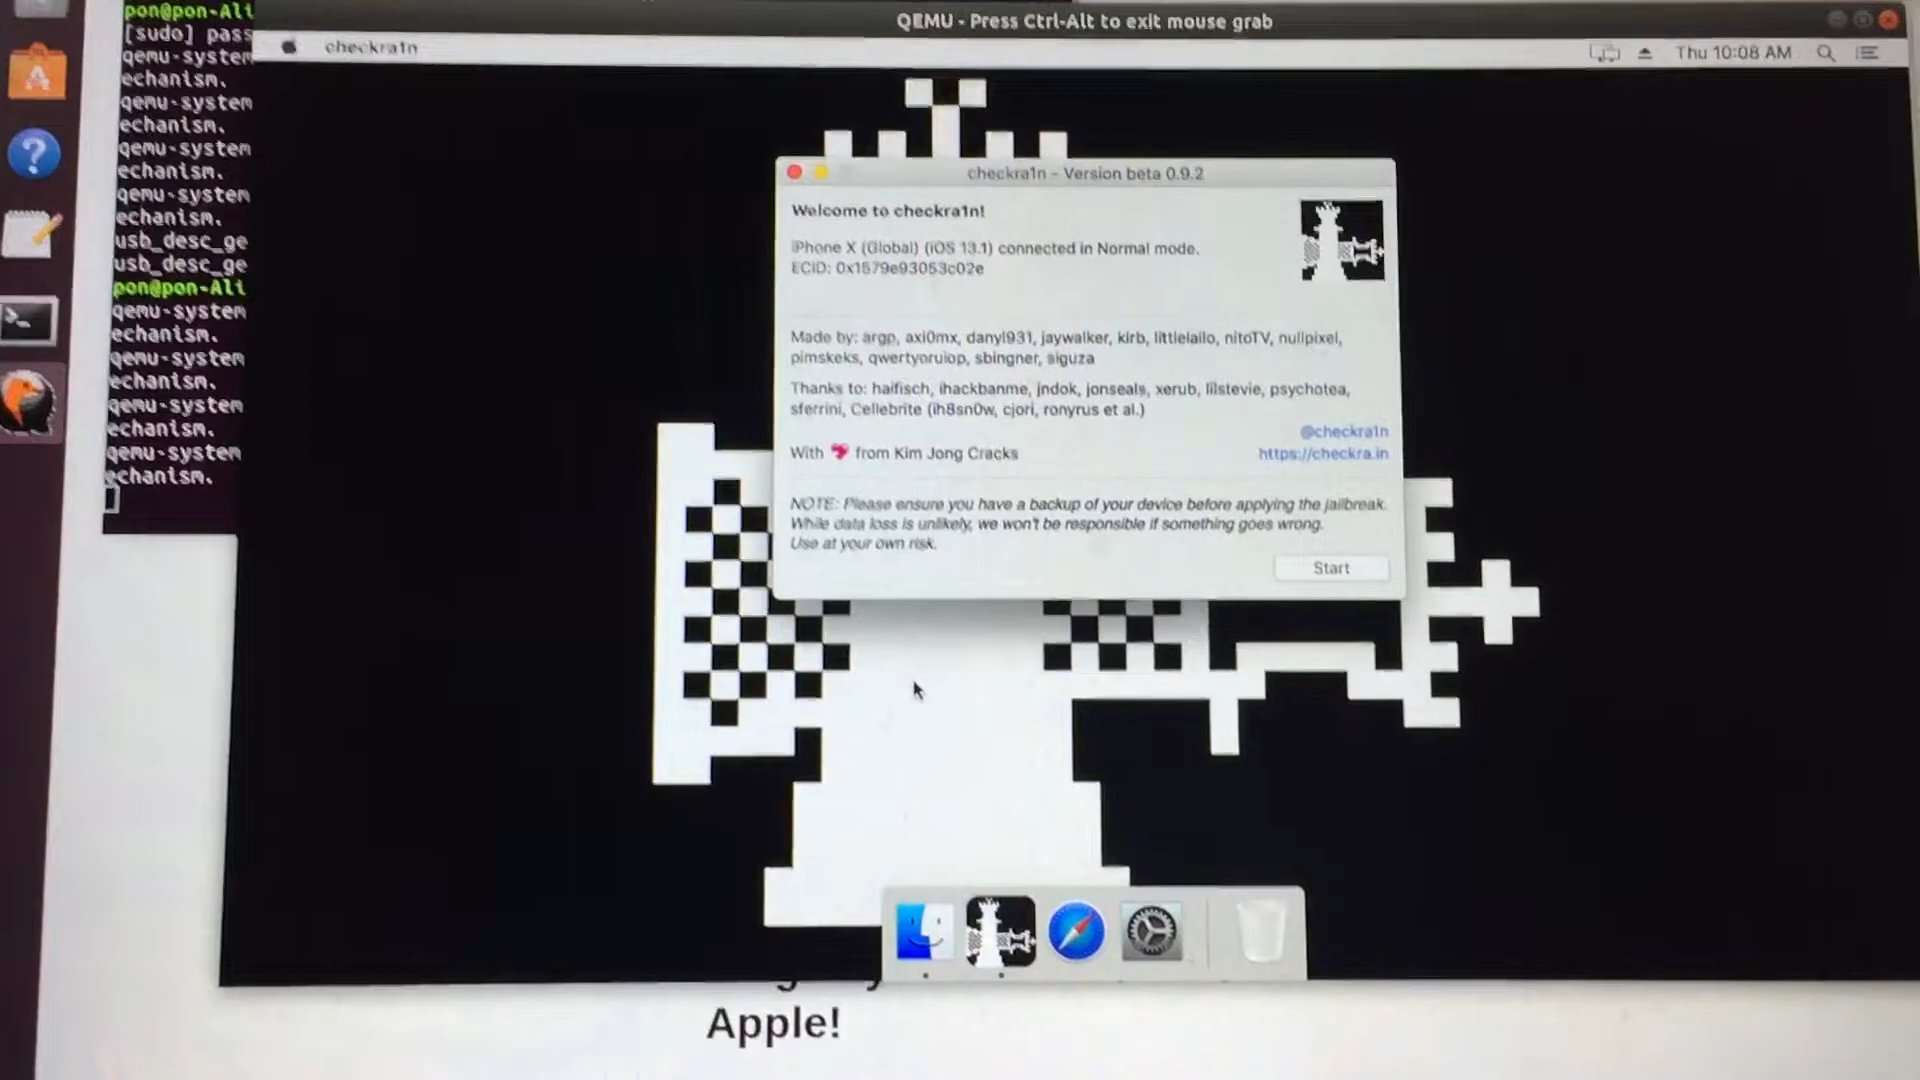 pon@pon-Ali
[sudo] pass
qemu-system
echanism.
qemu-system
echanism.
qemu-system
echanism.
qemu-system
echanism.
usb_desc_ge
usb_desc_ge
pon@pon-Ali
qemu-system
echanism.
qemu-system
echanism.
qemu-system
echanism.
qemu-system
echanism.
QEMU - Press Ctrl-Alt to exit mouse grab
checkra1n
Thu 10:08 AM
checkra1n - Version beta 0.9.2
Welcome to checkra1n!
iPhone X (Global) (iOS 13.1) connected in Normal mode.
ECID: 0x1579e93053c02e
Made by: argp, axi0mx, danyl931, jaywalker, kirb, littlelailo, nitoTV, nullpixel,
pimskeks, qwertyoruiop, sbingner, siguza
Thanks to: haifisch, ihackbanme, jndok, jonseals, xerub, lilstevie, psychotea,
sferrini, Cellebrite (ih8sn0w, cjori, ronyrus et al.)
@checkra1n
With 💖 from Kim Jong Cracks
https://checkra.in
NOTE: Please ensure you have a backup of your device before applying the jailbreak.
While data loss is unlikely, we won't be responsible if something goes wrong.
Use at your own risk.
Start
Apple!